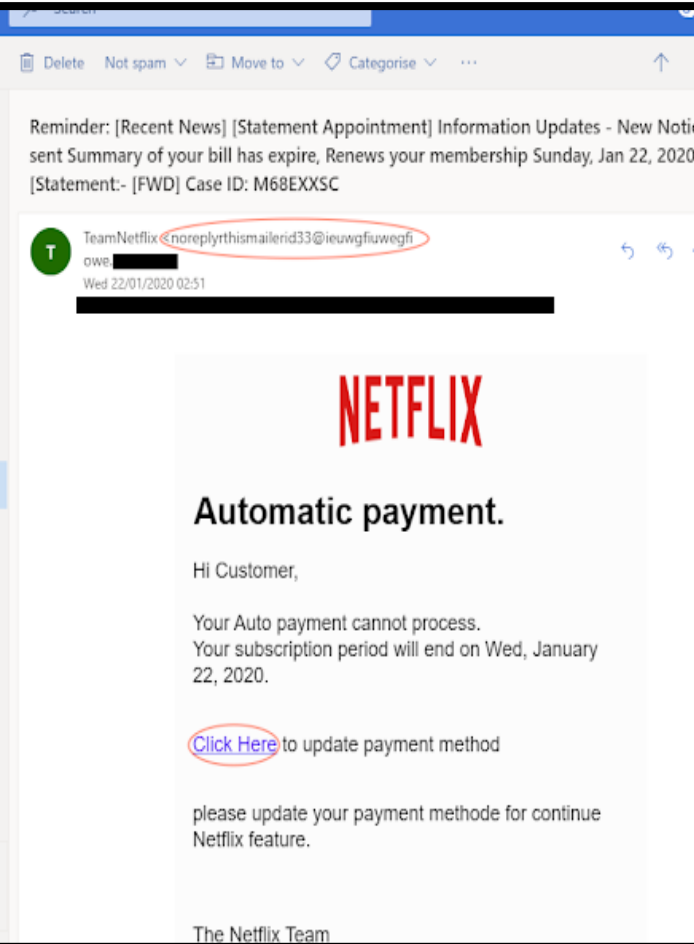 Delete Not spam Move to Categorise ...
Reminder: [Recent News] [Statement Appointment] Information Updates - New
sent Summary of your bill has expire, Renews your membership Sunday, Jan 22, 2020
[Statement:- [FWD] Case ID: M68EXXSC
T
TeamNetflix <noreplyrthismailerid33@ieuwgfiuwegfi
owe.
Wed 22/01/2020 02:51
NETFLIX
Automatic payment.
Hi Customer,
Your Auto payment cannot process.
Your subscription period will end on Wed, January
22, 2020.
Click Here to update payment method
please update your payment methode for continue
Netflix feature.
The Netflix Team